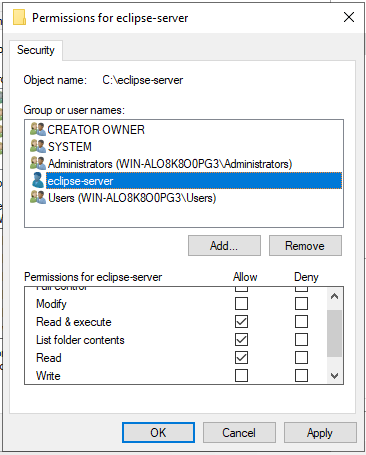 Permissions for eclipse-server
Security
Object name: C:\eclipse-server
Group or user names:
CREATOR OWNER
SYSTEM
Administrators (WIN-ALO8K8O0PG3\Administrators)
eclipse-server
Users (WIN-ALO8K8O0PG3\Users)
Add... Remove
Permissions for eclipse-server Allow Deny
Full control
Modify
Read & execute
List folder contents
Read
Write
OK Cancel Apply